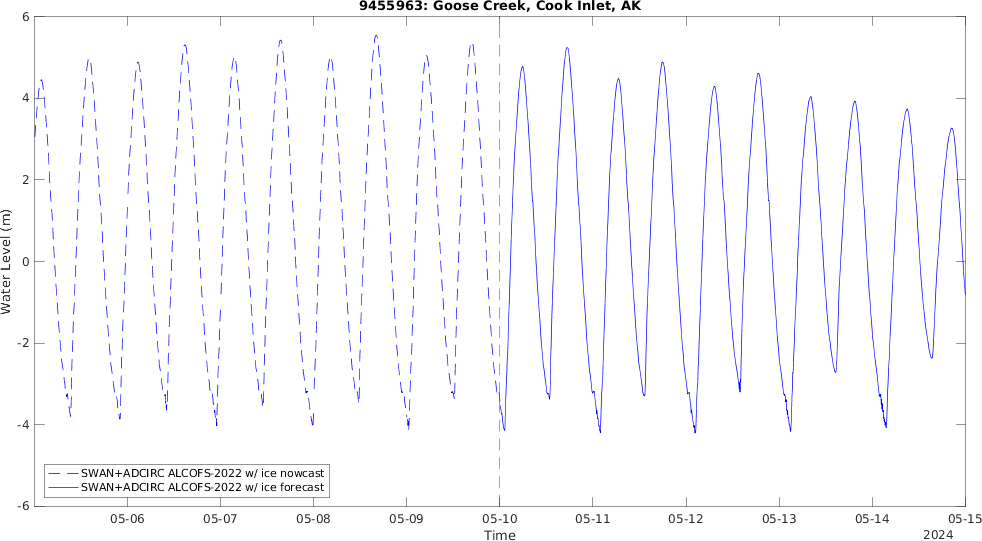 9455963: Goose Creek, Cook Inlet, AK
6
4
2
0
-2
-4
-6
Water Level (m)
SWAN+ADCIRC ALCOFS-2022 w/ ice nowcast
SWAN+ADCIRC ALCOFS-2022 w/ ice forecast
05-06 05-07 05-08 05-09 05-10 05-11 05-12 05-13 05-14 05-15
Time
2024